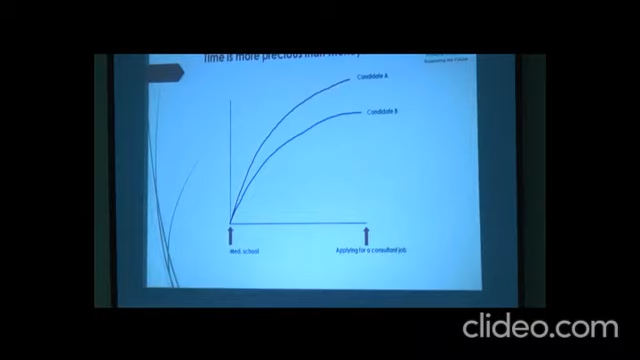 Time is more precious than money
Candidate A
Candidate B
Med. school
Applying for a consultant job
clideo.com